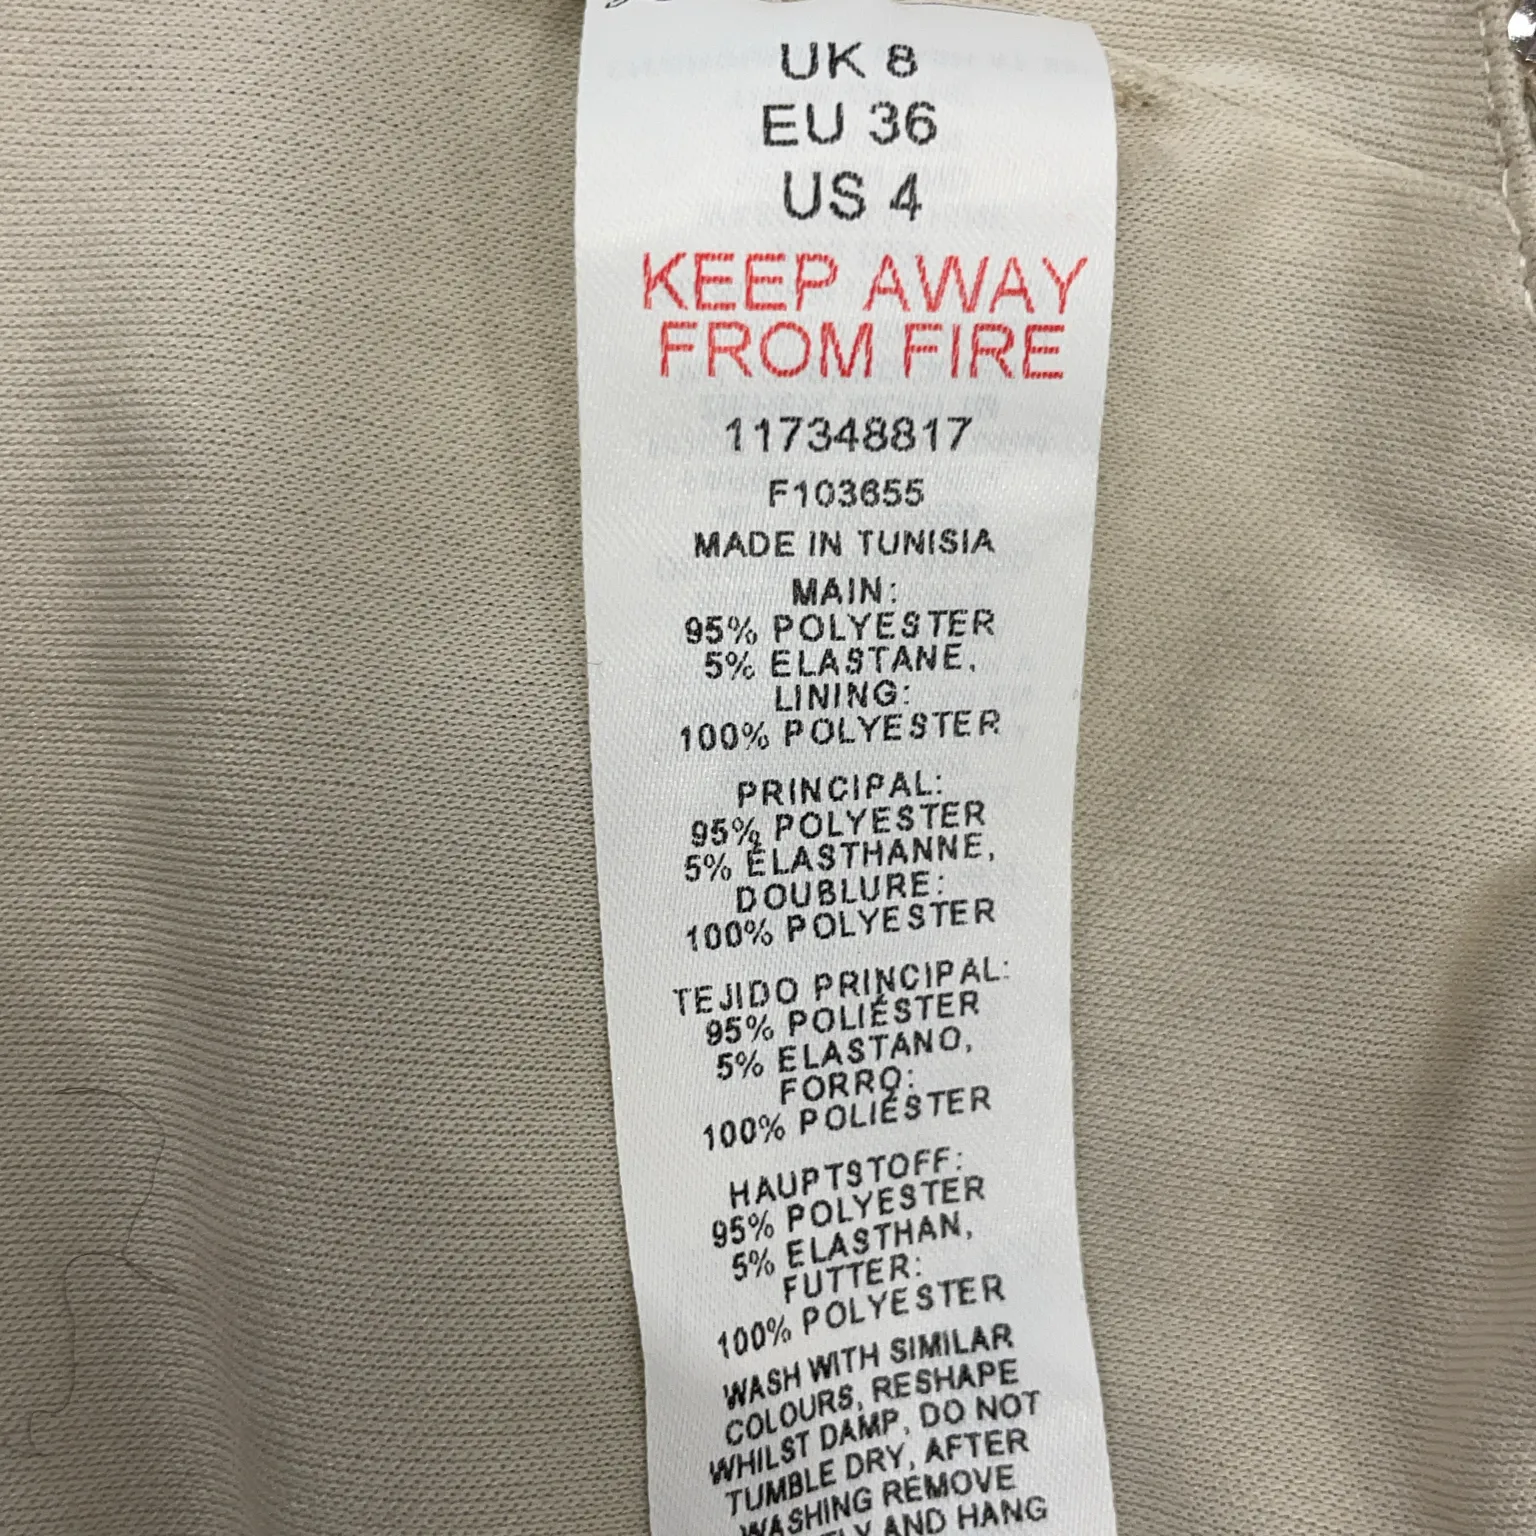 UK 8
EU 36
US 4
KEEP AWAY
FROM FIRE
117348817
F103655
MADE IN TUNISIA
MAIN:
95% POLYESTER
5% ELASTANE,
LINING:
100% POLYESTER
PRINCIPAL:
95% POLYESTER
5% ÉLASTHANNE,
DOUBLURE:
100% POLYESTER
TEJIDO PRINCIPAL:
95% POLIÉSTER
5% ELASTANO,
FORRO:
100% POLIÉSTER
HAUPTSTOFF:
95% POLYESTER
5% ELASTHAN,
FUTTER:
100% POLYESTER
WASH WITH SIMILAR
COLOURS, RESHAPE
WHILST DAMP, DO NOT
TUMBLE DRY, AFTER
WASHING REMOVE
AND HANG